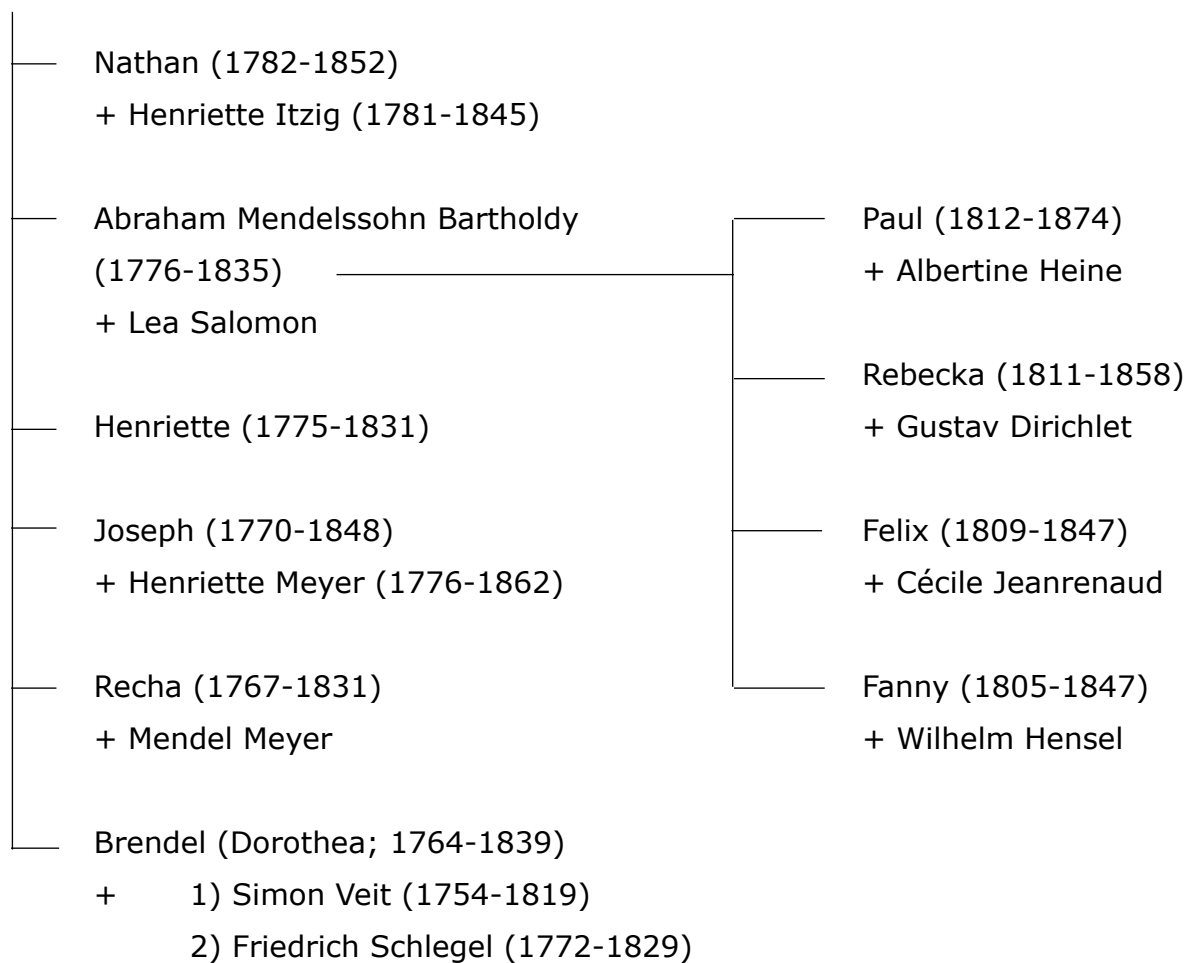 Nathan (1782-1852)
+ Henriette Itzig (1781-1845)
Abraham Mendelssohn Bartholdy
(1776-1835)
+ Lea Salomon
Henriette (1775-1831)
Joseph (1770-1848)
+ Henriette Meyer (1776-1862)
Recha (1767-1831)
+ Mendel Meyer
Brendel (Dorothea; 1764-1839)
+ 1) Simon Veit (1754-1819)
2) Friedrich Schlegel (1772-1829)
Paul (1812-1874)
+ Albertine Heine
Rebecka (1811-1858)
+ Gustav Dirichlet
Felix (1809-1847)
+ Cécile Jeanrenaud
Fanny (1805-1847)
+ Wilhelm Hensel